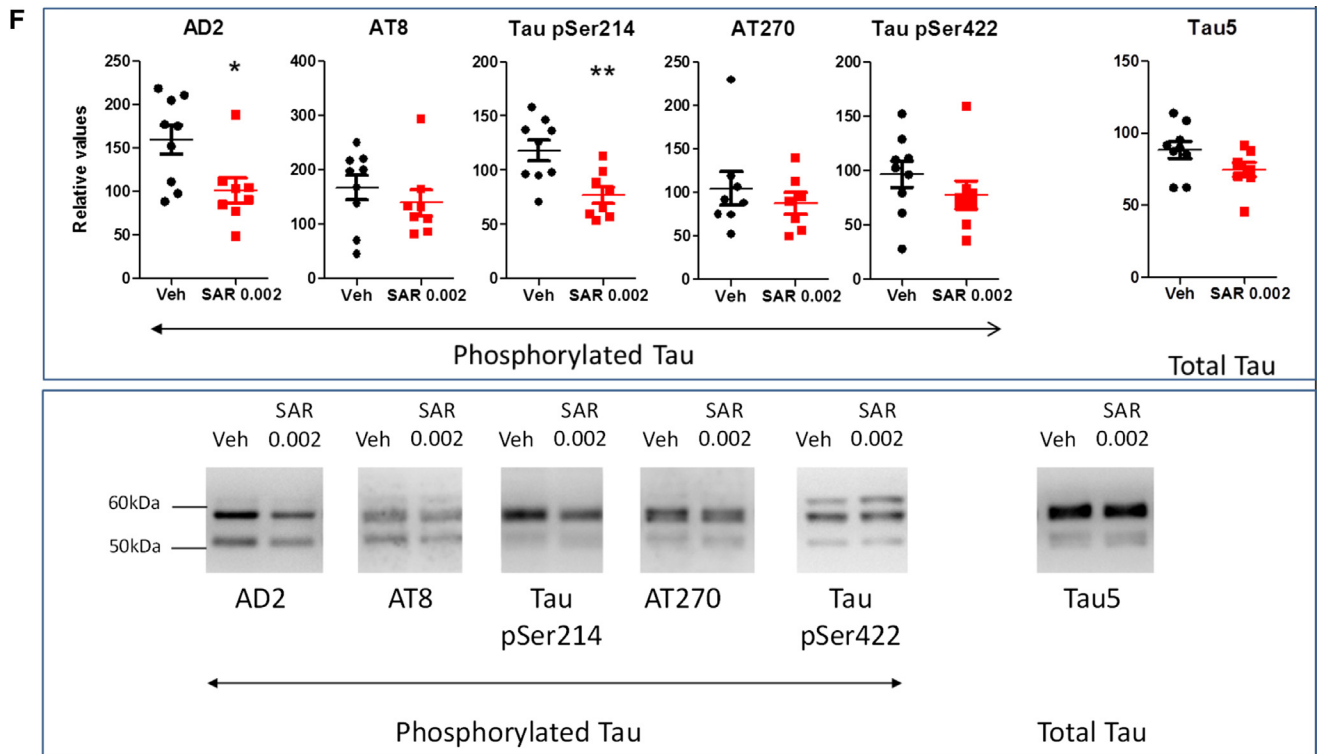 F
AD2 AT8 Tau pSer214 AT270 Tau pSer422 Tau5
* **
Relative values
250 200 150 100 50 0
400 300 200 100 0
200 150 100 50 0
250 200 150 100 50 0
200 150 100 50 0
150 100 50 0
Veh SAR 0.002 Veh SAR 0.002 Veh SAR 0.002 Veh SAR 0.002 Veh SAR 0.002 Veh SAR 0.002
Phosphorylated Tau
Total Tau
SAR SAR SAR SAR SAR SAR
Veh 0.002 Veh 0.002 Veh 0.002 Veh 0.002 Veh 0.002 Veh 0.002
60kDa
50kDa
AD2 AT8 Tau AT270 Tau Tau5
pSer214 pSer422
Phosphorylated Tau Total Tau